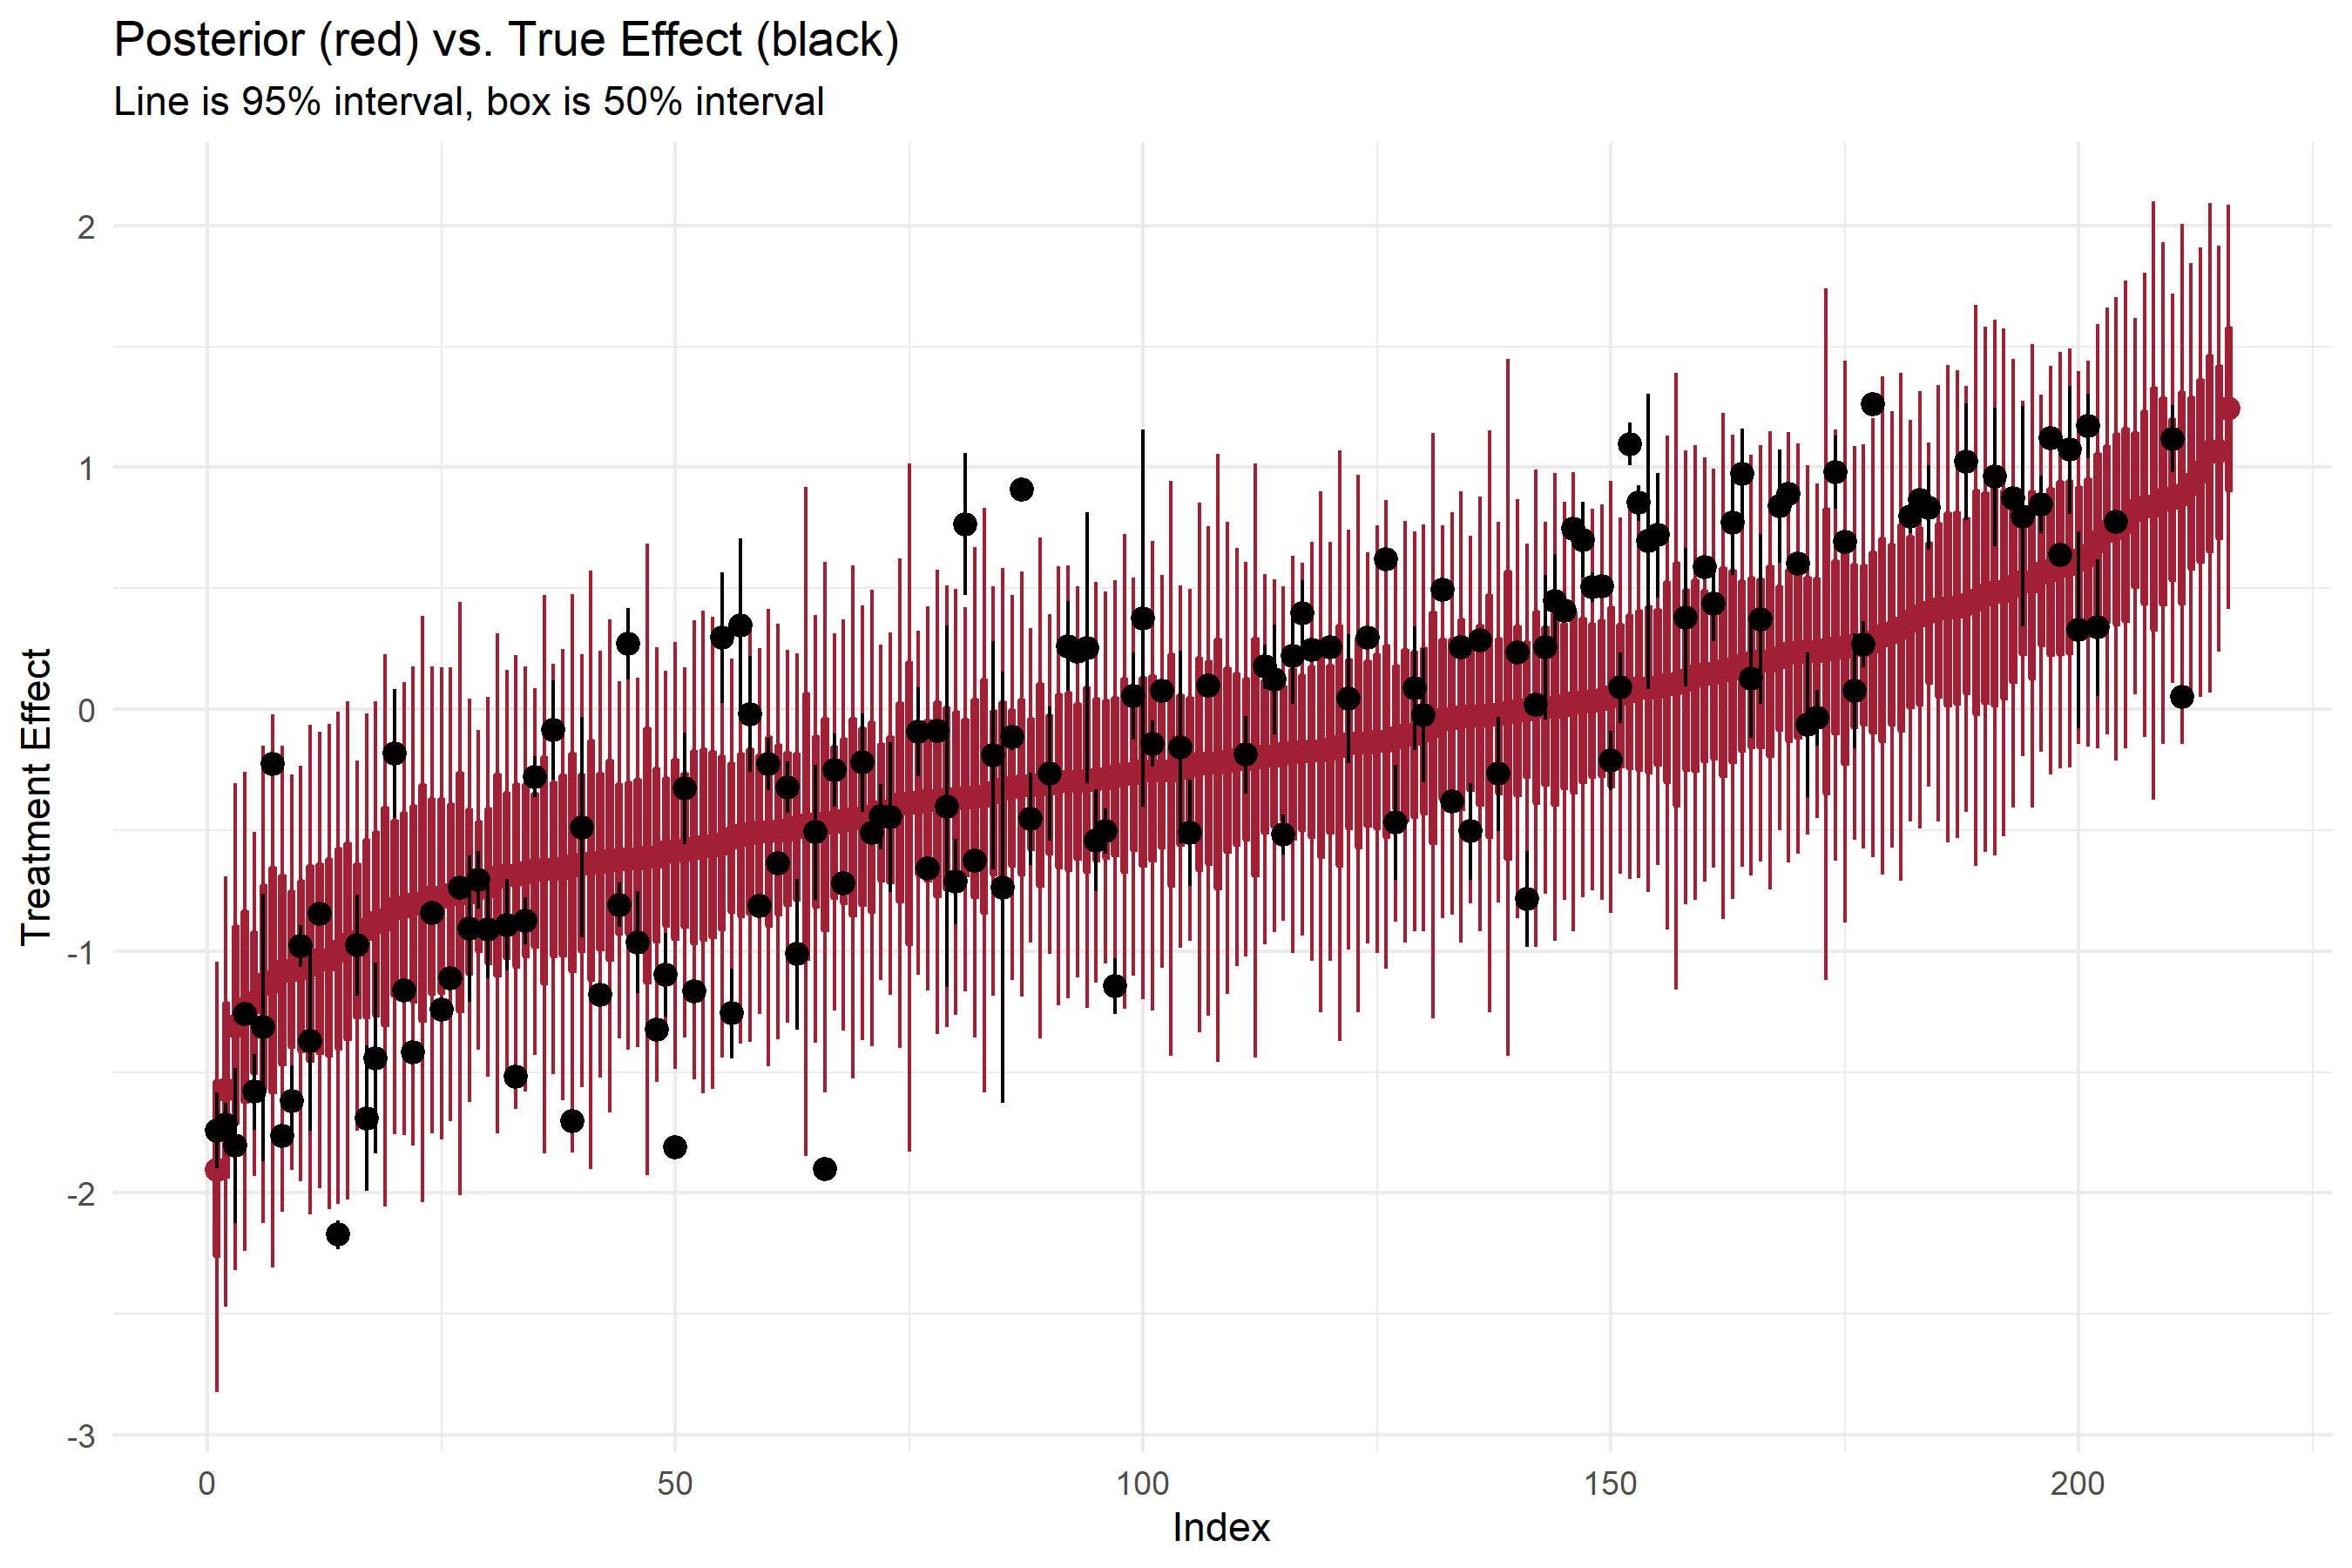 Posterior (red) vs. True Effect (black)
Line is 95% interval, box is 50% interval
Treatment Effect
2
1
0
-1
-2
-3
0 50 100 150 200
Index